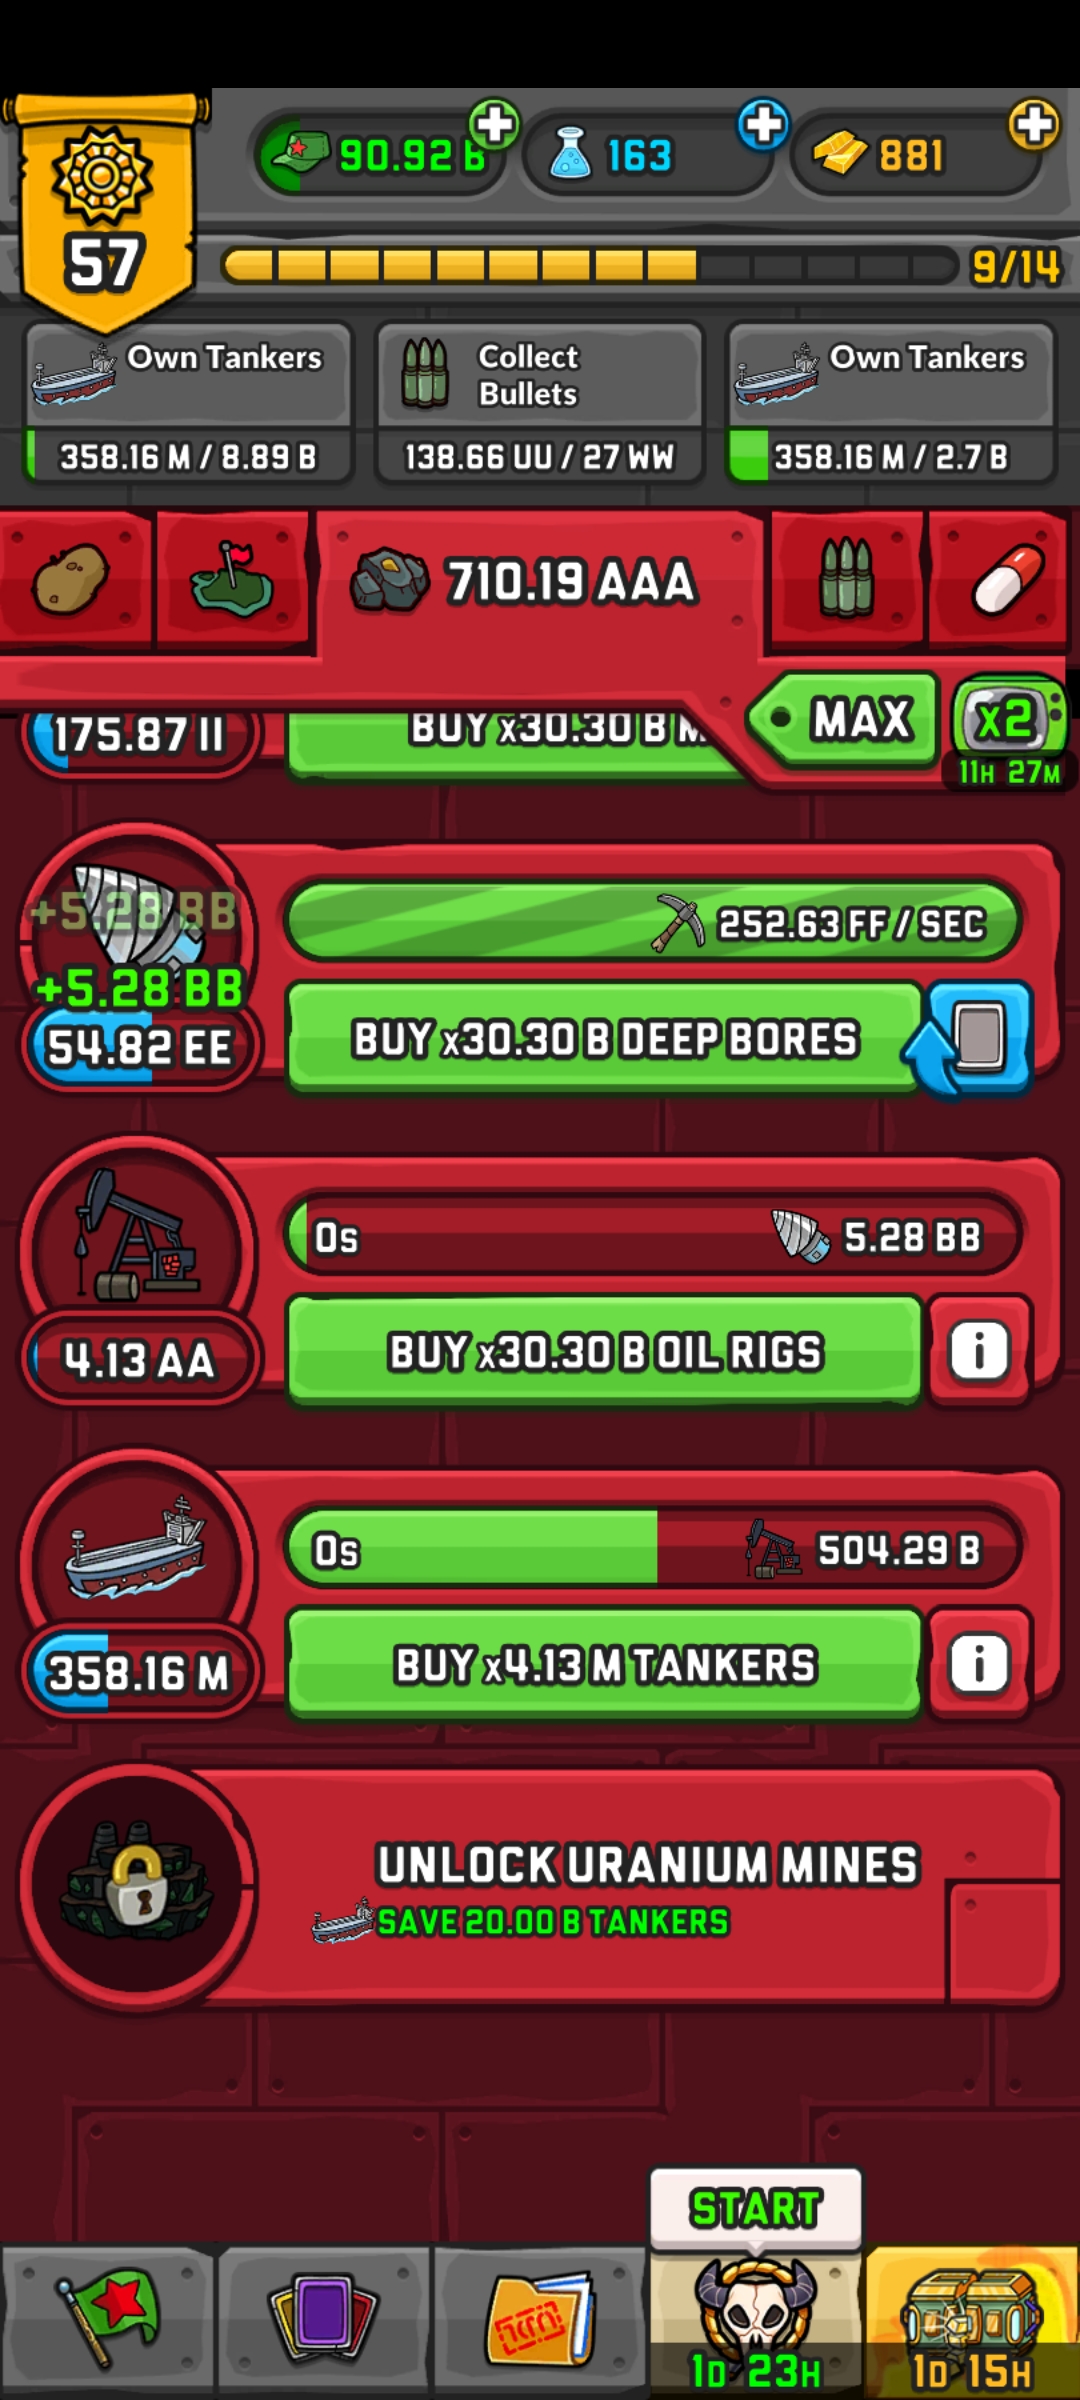 57
90.92 B
163
881
9/14
Own Tankers
358.16 M / 8.89 B
Collect
Bullets
138.66 UU / 27 WW
Own Tankers
358.16 M / 2.7 B
710.19 AAA
MAX
x2
11H 27M
175.87 II
BUY x30.30 B M
+5.28 BB
+5.28 BB
54.82 EE
252.63 FF / SEC
BUY x30.30 B DEEP BORES
0s
5.28 BB
4.13 AA
BUY x30.30 B OIL RIGS
i
0s
504.29 B
358.16 M
BUY x4.13 M TANKERS
i
UNLOCK URANIUM MINES
SAVE 20.00 B TANKERS
START
1D 23H
1D 15H